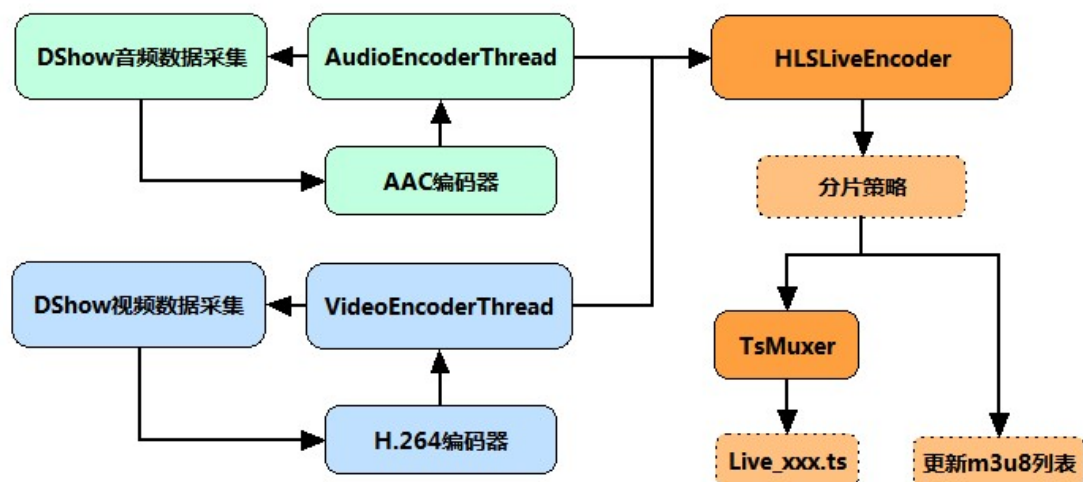 DShow音频数据采集
AudioEncoderThread
HLSLiveEncoder
AAC编码器
分片策略
DShow视频数据采集
VideoEncoderThread
TsMuxer
H.264编码器
Live_xxx.ts
更新m3u8列表